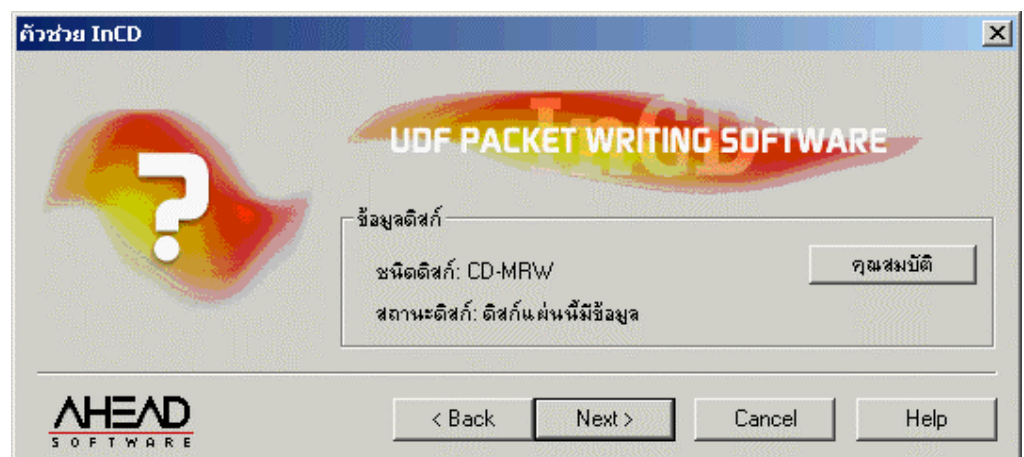 ตัวช่วย InCD
InCD
UDF PACKET WRITING SOFTWARE
ข้อมูลดิสก์
ชนิดดิสก์: CD-MRW
คุณสมบัติ
สถานะดิสก์: ดิสก์แผ่นนี้มีข้อมูล
AHEAD
SOFTWARE
< Back
Next >
Cancel
Help